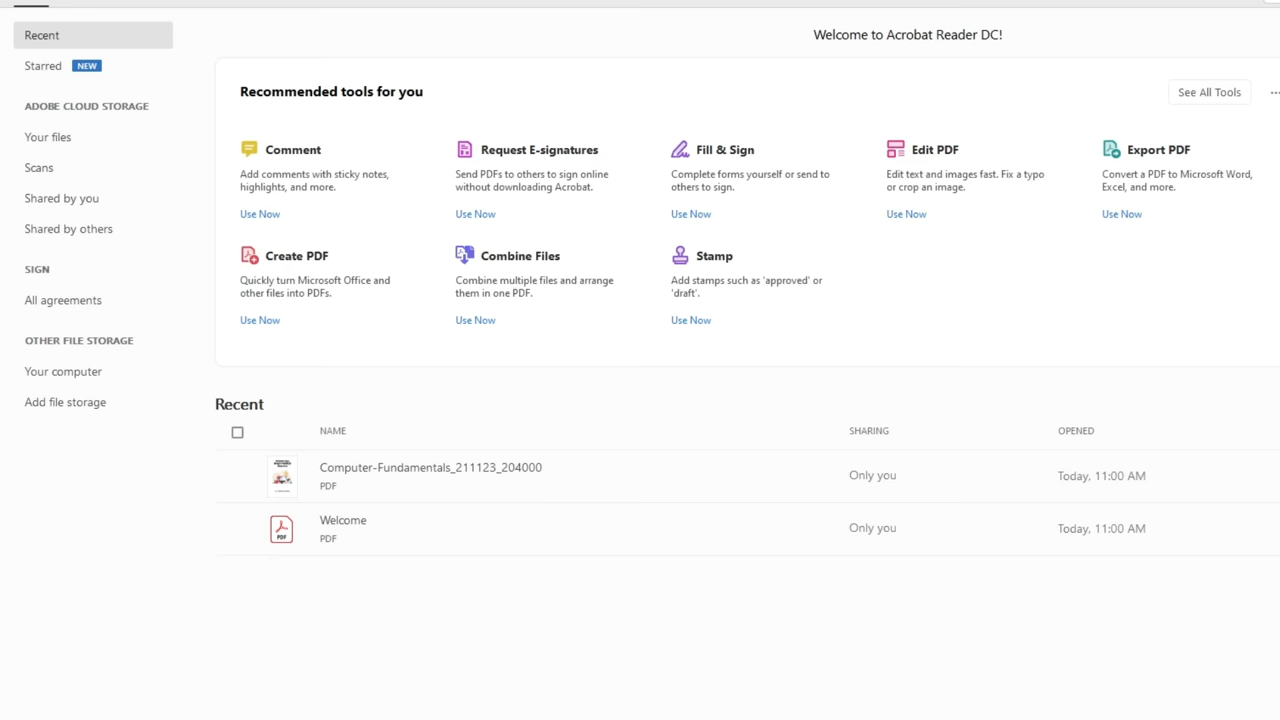 Recent
Starred NEW
ADOBE CLOUD STORAGE
Your files
Scans
Shared by you
Shared by others
SIGN
All agreements
OTHER FILE STORAGE
Your computer
Add file storage
Welcome to Acrobat Reader DC!
Recommended tools for you
See All Tools
Comment
Add comments with sticky notes,
highlights, and more.
Use Now
Request E-signatures
Send PDFs to others to sign online
without downloading Acrobat.
Use Now
Fill & Sign
Complete forms yourself or send to
others to sign.
Use Now
Edit PDF
Edit text and images fast. Fix a typo
or crop an image.
Use Now
Export PDF
Convert a PDF to Microsoft Word,
Excel, and more.
Use Now
Create PDF
Quickly turn Microsoft Office and
other files into PDFs.
Use Now
Combine Files
Combine multiple files and arrange
them in one PDF.
Use Now
Stamp
Add stamps such as 'approved' or
'draft'.
Use Now
Recent
NAME SHARING OPENED
Computer-Fundamentals_211123_204000 Only you Today, 11:00 AM
PDF
PDF
Welcome Only you Today, 11:00 AM
PDF